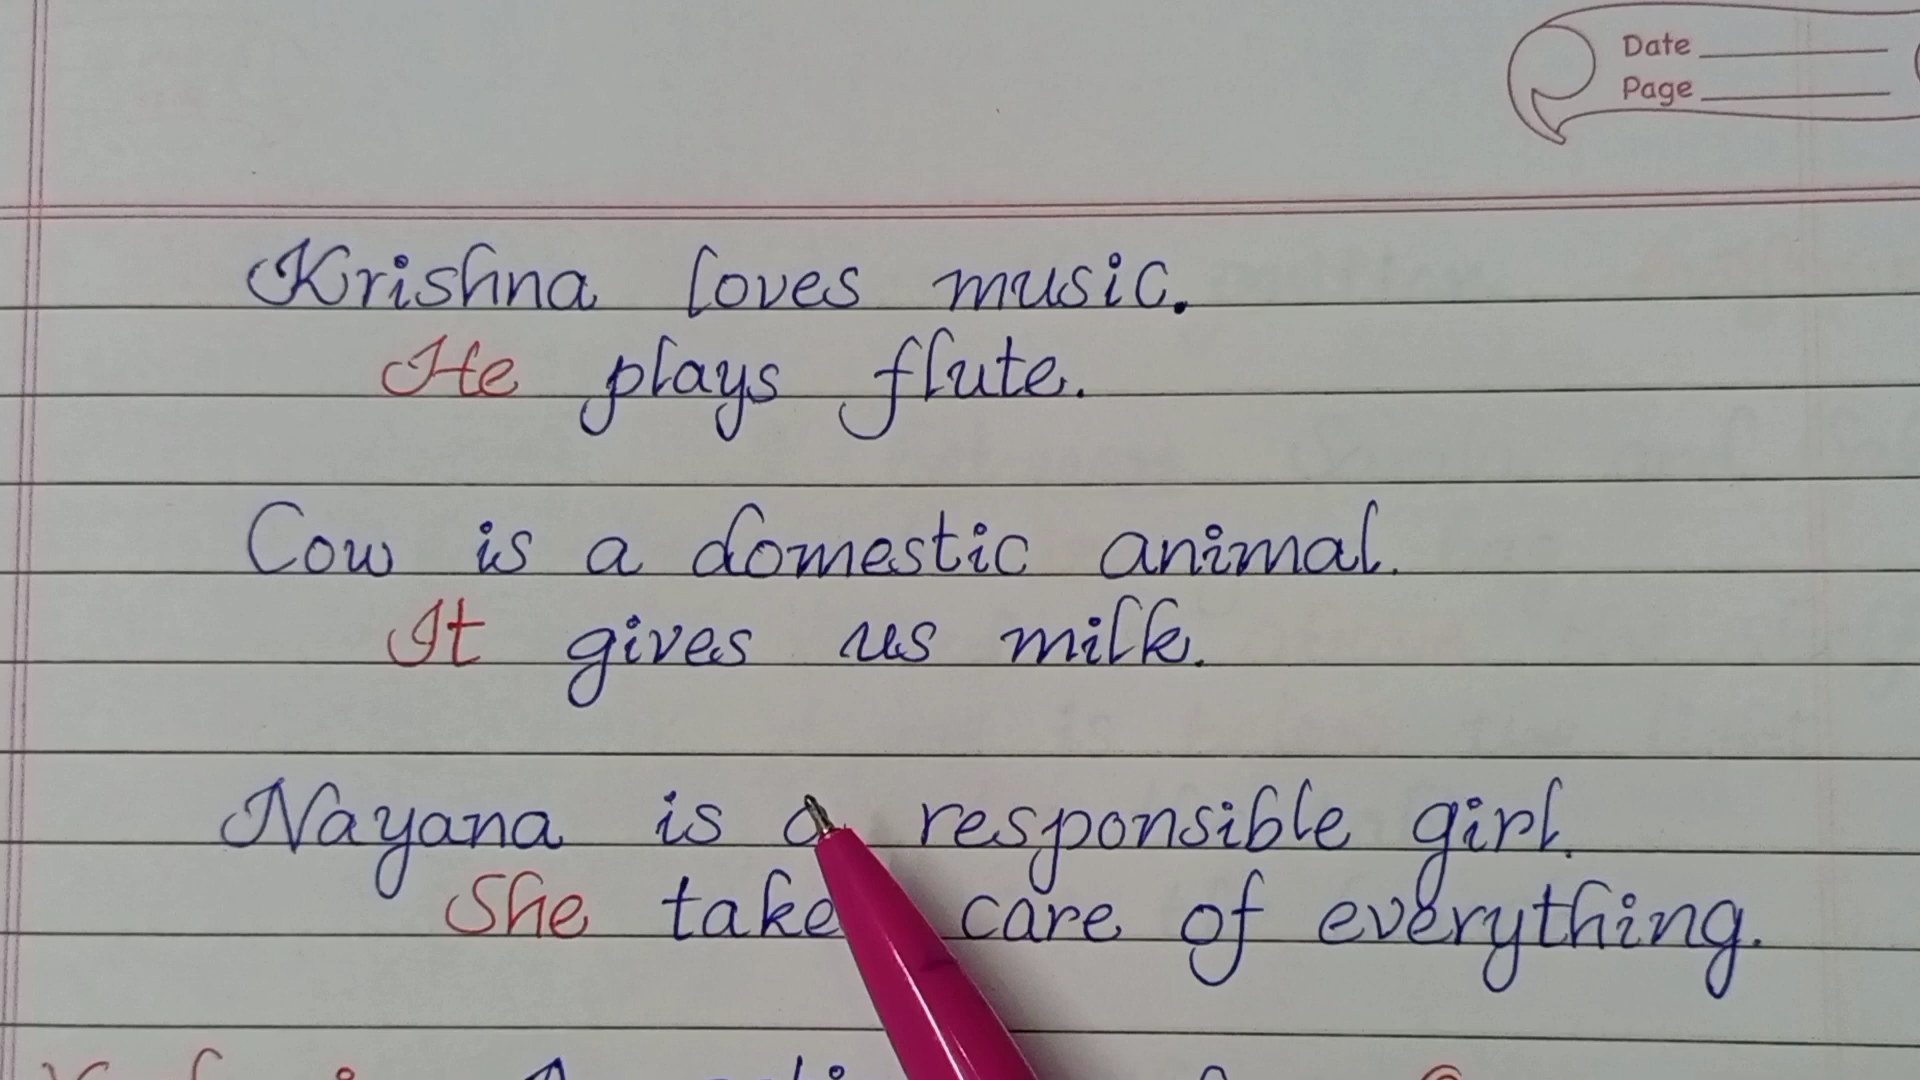 Date
Page
Krishna loves music.
He plays flute.
Cow is a domestic animal.
It gives us milk.
Nayana is a responsible girl.
She take care of everything.